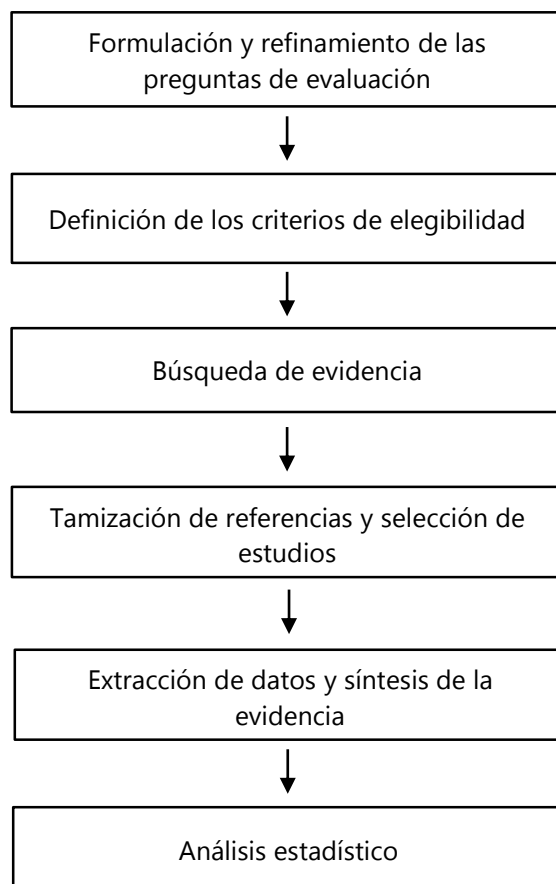 Formulación y refinamiento de las
preguntas de evaluación
Definición de los criterios de elegibilidad
Búsqueda de evidencia
Tamización de referencias y selección de
estudios
Extracción de datos y síntesis de la
evidencia
Análisis estadístico